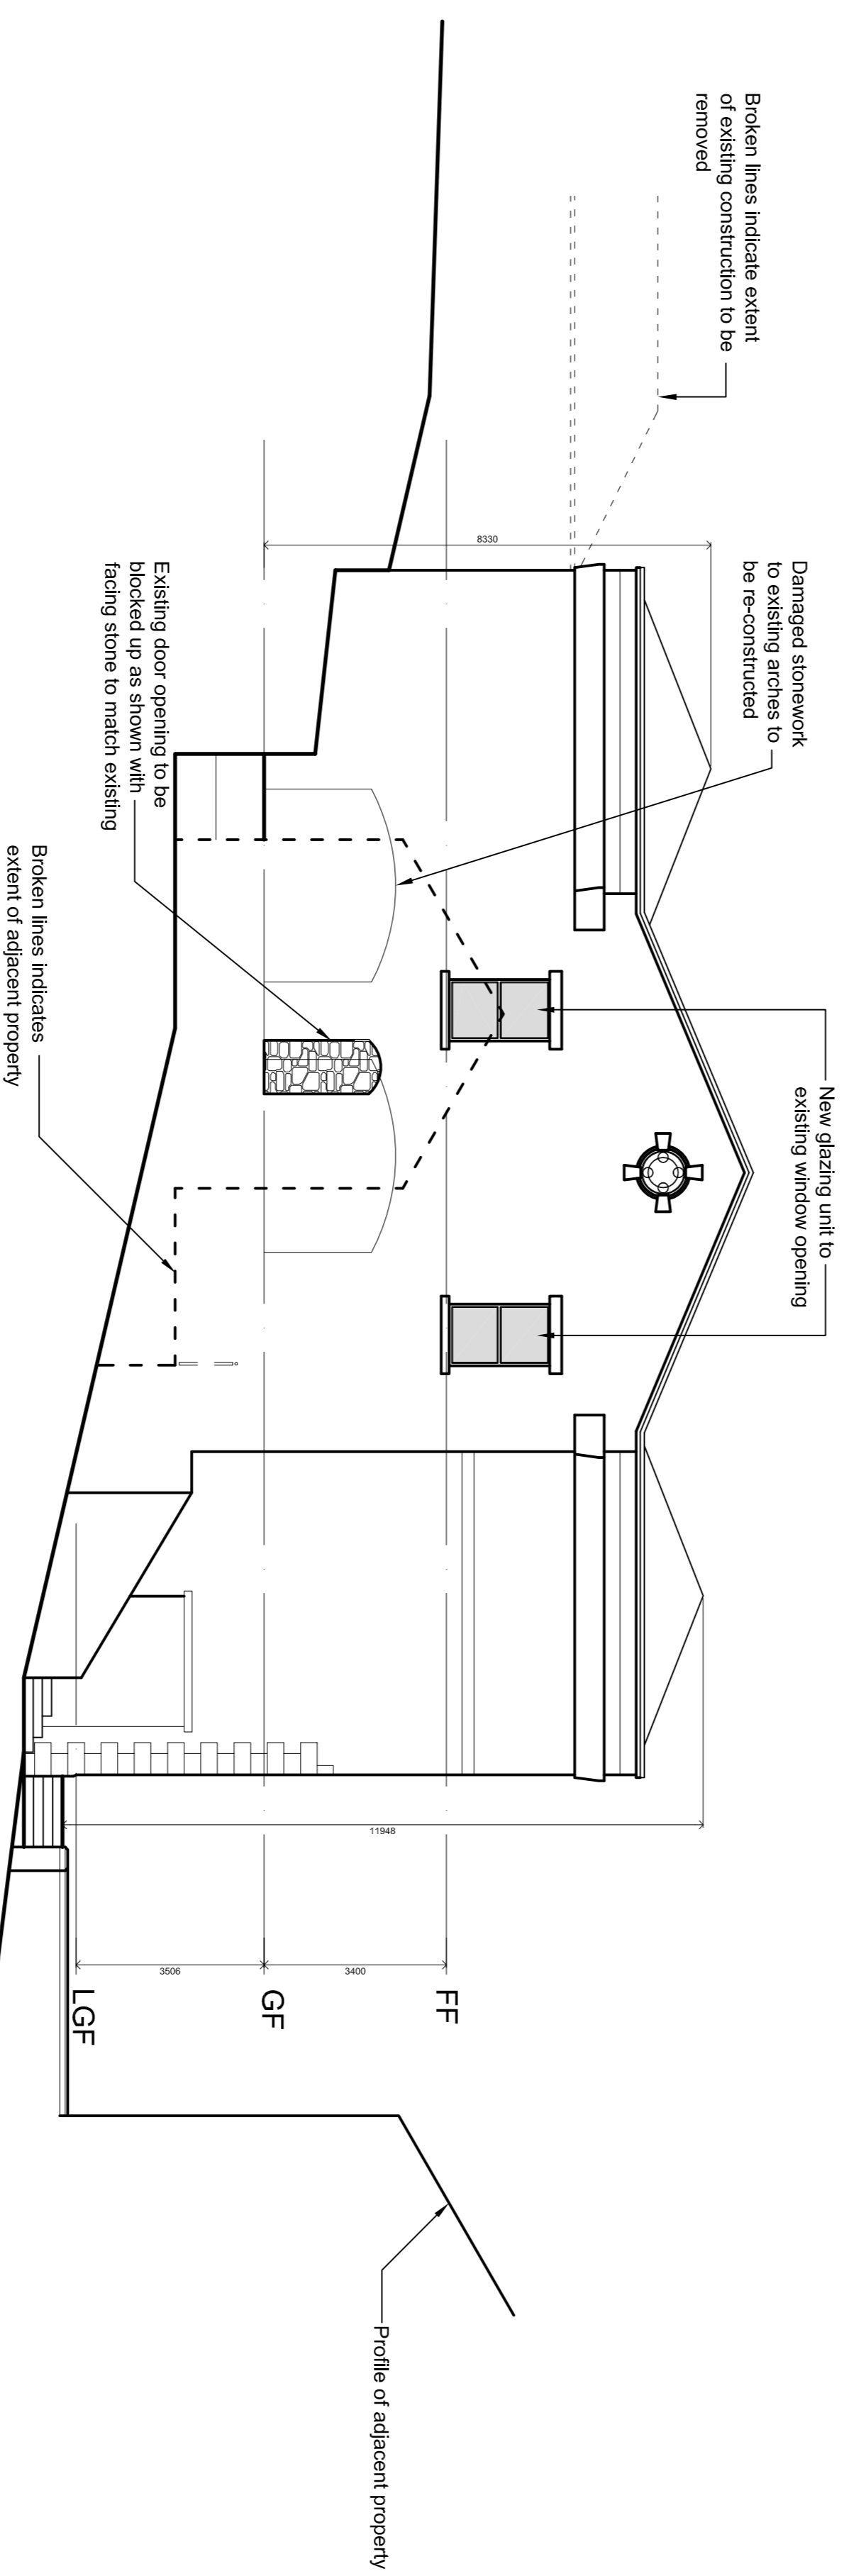 Broken lines indicate extent
of existing construction to be
removed
Damaged stonework
to existing arches to
be re-constructed
New glazing unit to
existing window opening
8330
Existing door opening to be
blocked up as shown with
facing stone to match existing
Broken lines indicates
extent of adjacent property
11948
3400
3506
FF
GF
LGF
Profile of adjacent property